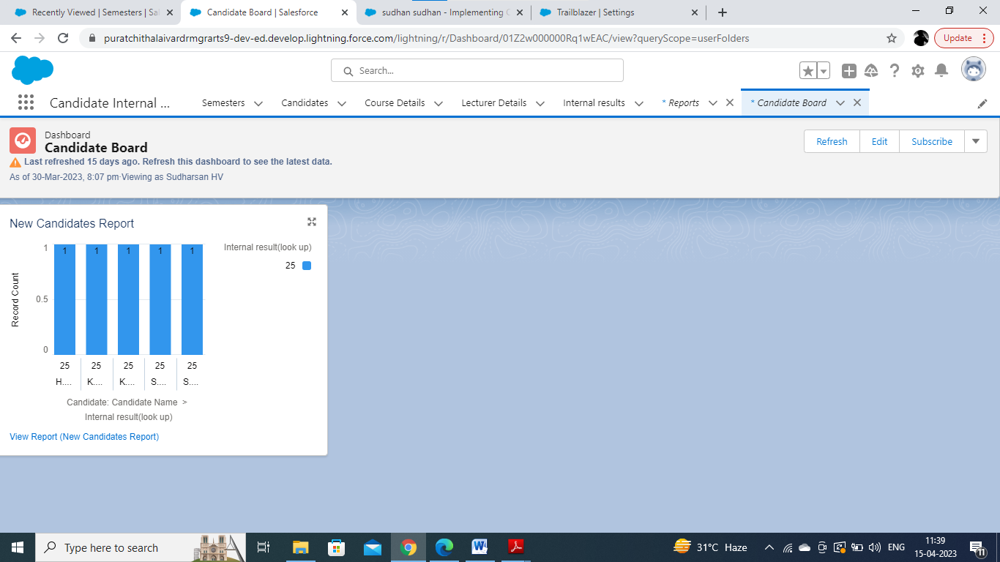 Recently Viewed | Semesters | Sal
Candidate Board | Salesforce
sudhan sudhan - Implementing
Trailblazer | Settings
puratchithalaivardrmgrarts9-dev-ed.develop.lightning.force.com/lightning/r/Dashboard/01Z2w000000Rq1wEAC/view?queryScope=userFolders
Update
Search...
Candidate Internal ...
Semesters
Candidates
Course Details
Lecturer Details
Internal results
* Reports
* Candidate Board
Dashboard
Candidate Board
Last refreshed 15 days ago. Refresh this dashboard to see the latest data.
As of 30-Mar-2023, 8:07 pm·Viewing as Sudharsan HV
Refresh
Edit
Subscribe
New Candidates Report
Internal result(look up)
25
Record Count
1
0.5
0
1 1 1 1 1
25 25 25 25 25
H.... K.... K.... S.... S....
Candidate: Candidate Name >
Internal result(look up)
View Report (New Candidates Report)
Type here to search
31°C Haze
ENG
11:39
15-04-2023
11